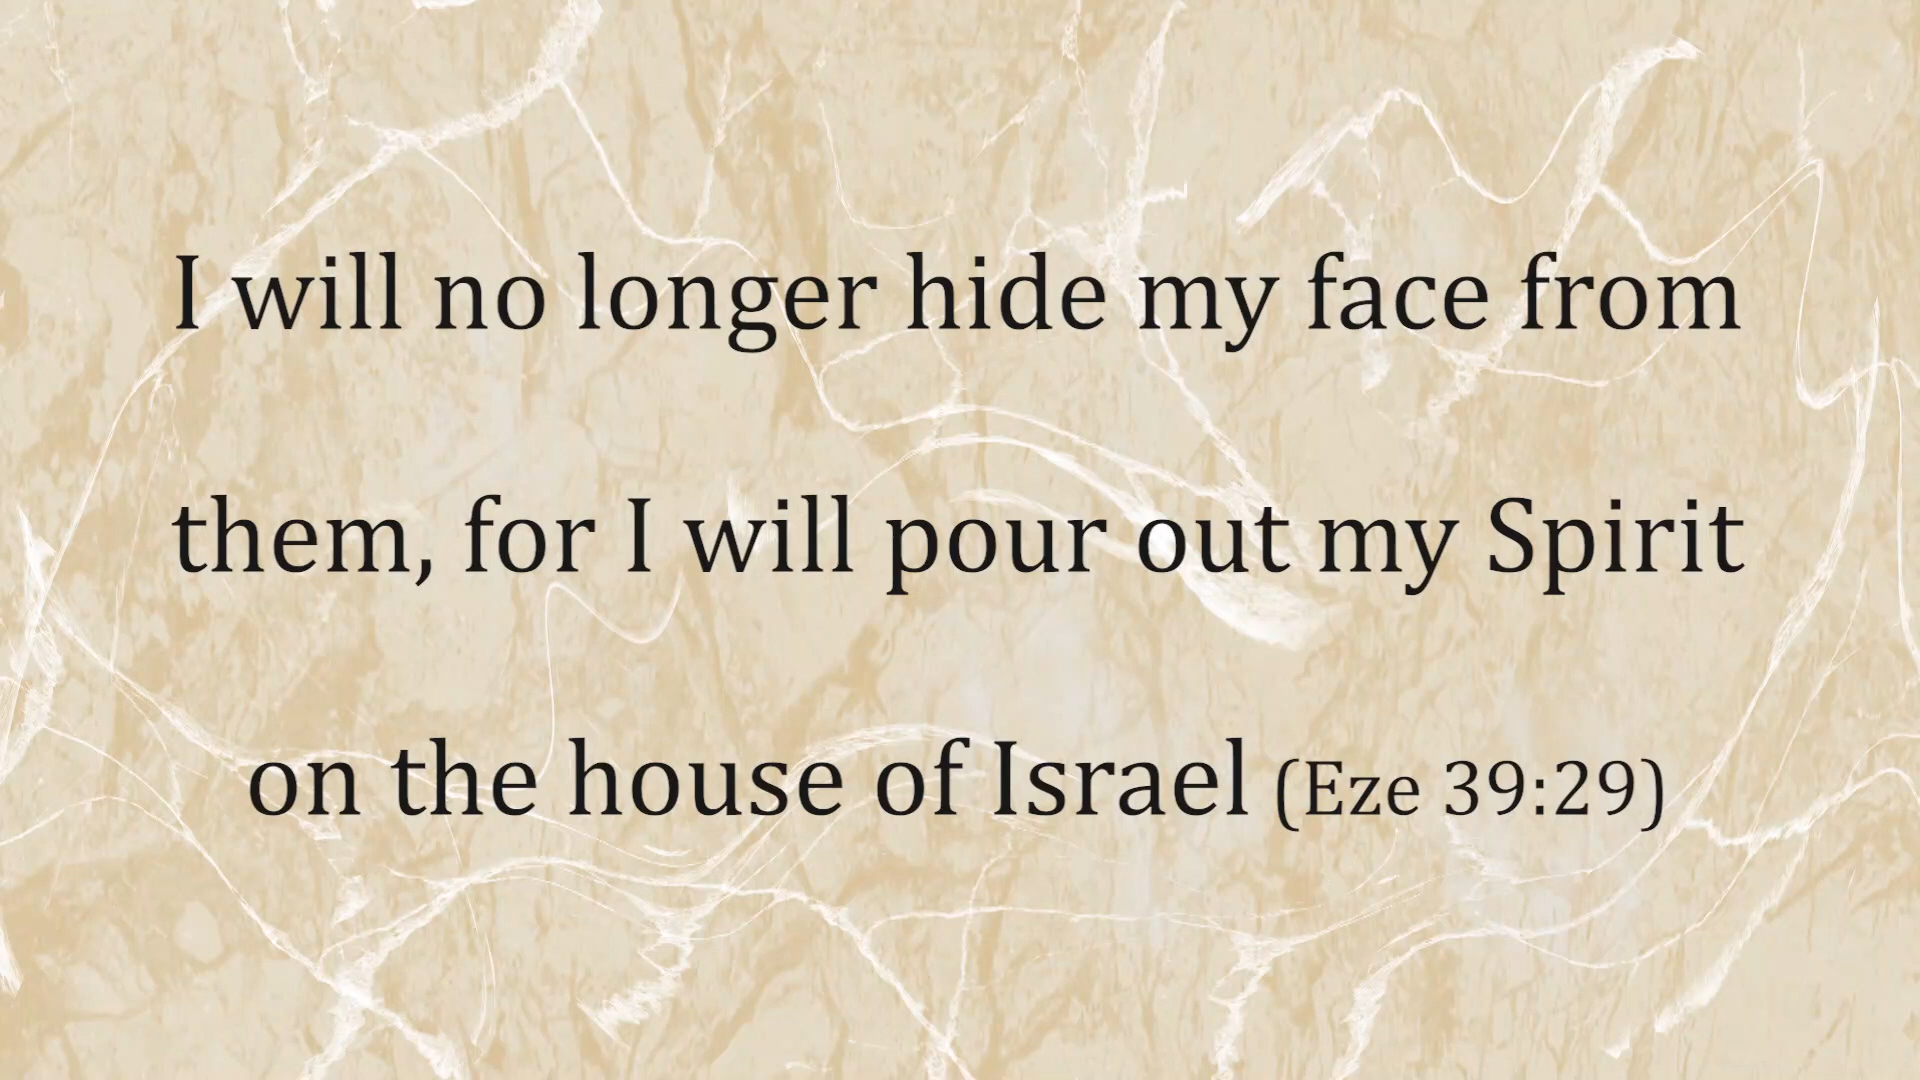 I will no longer hide my face from
them, for I will pour out my Spirit
on the house of Israel (Eze 39:29)